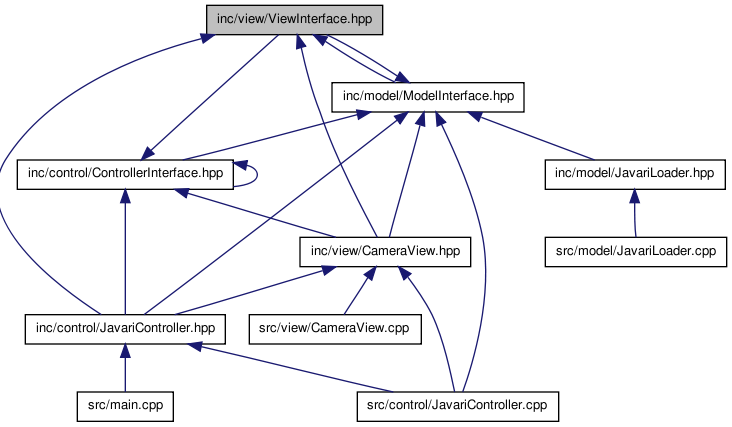 inc/view/ViewInterface.hpp
inc/model/ModelInterface.hpp
inc/control/ControllerInterface.hpp
inc/model/JavariLoader.hpp
inc/view/CameraView.hpp
src/model/JavariLoader.cpp
inc/control/JavariController.hpp
src/view/CameraView.cpp
src/main.cpp
src/control/JavariController.cpp